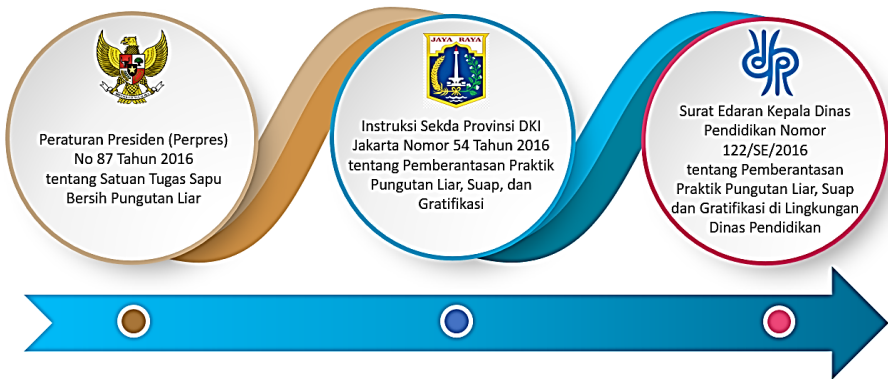 Peraturan Presiden (Perpres)
No 87 Tahun 2016
tentang Satuan Tugas Sapu
Bersih Pungutan Liar
JAYA RAYA
Instruksi Sekda Provinsi DKI
Jakarta Nomor 54 Tahun 2016
tentang Pemberantasan Praktik
Pungutan Liar, Suap, dan
Gratifikasi
Surat Edaran Kepala Dinas
Pendidikan Nomor
122/SE/2016
tentang Pemberantasan
Praktik Pungutan Liar, Suap
dan Gratifikasi di Lingkungan
Dinas Pendidikan